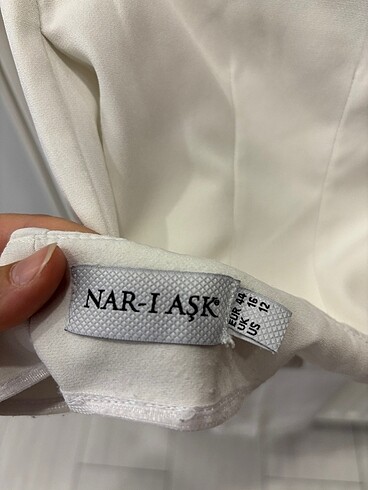 NAR-I AŞK®
EUR 44
UK 16
US 12